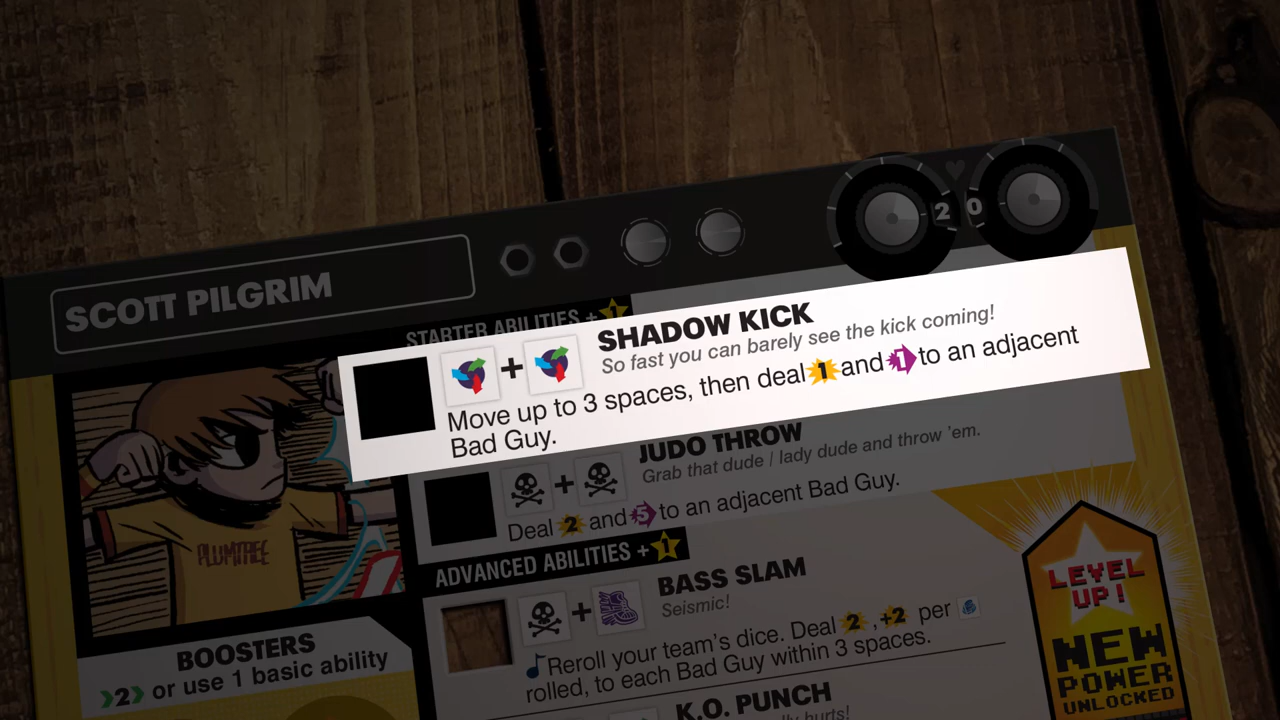 SCOTT PILGRIM
2 0
STARTER ABILITIES +1
SHADOW KICK
So fast you can barely see the kick coming!
+
Move up to 3 spaces, then deal 1 and 1 to an adjacent
Bad Guy.
JUDO THROW
Grab that dude / lady dude and throw 'em.
+
Deal 2 and 5 to an adjacent Bad Guy.
ADVANCED ABILITIES +1
BASS SLAM
Seismic!
+
Reroll your team's dice. Deal 2, +2 per
rolled, to each Bad Guy within 3 spaces.
K.O. PUNCH
hurts!
PLUMTREE
BOOSTERS
2 or use 1 basic ability
LEVEL
UP!
NEW
POWER
UNLOCKED